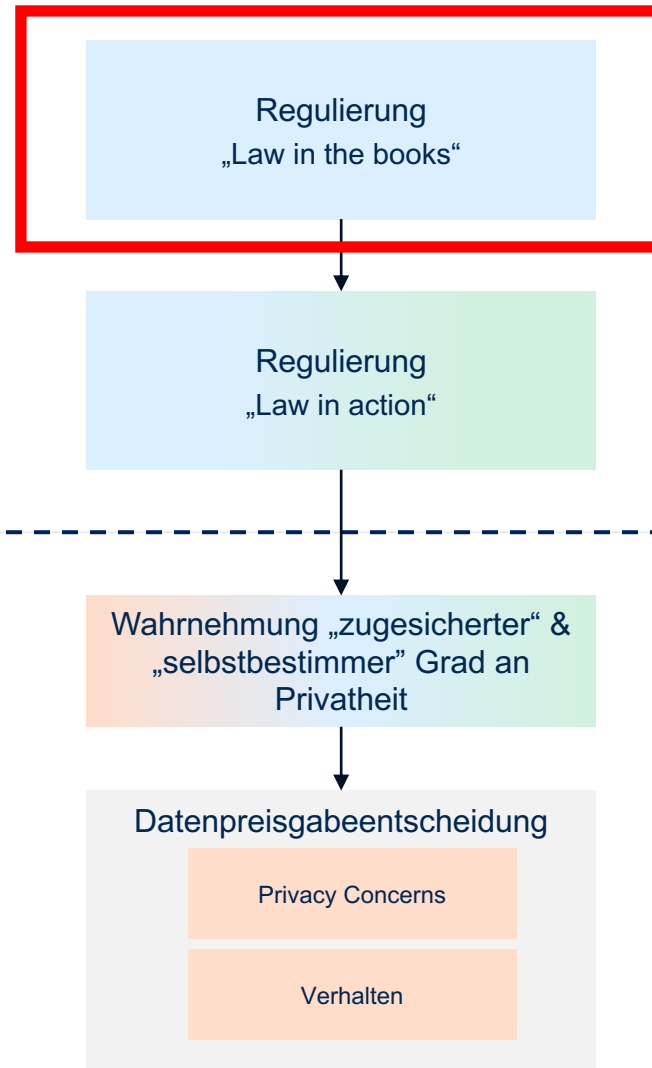 Regulierung
„Law in the books“
Regulierung
„Law in action“
Wahrnehmung „zugesicherter“ &
„selbstbestimmer” Grad an
Privatheit
Datenpreisgabeentscheidung
Privacy Concerns
Verhalten